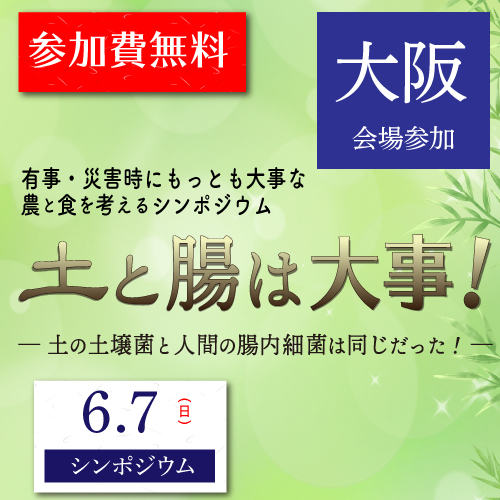 参加費無料
大阪
会場参加
有事・災害時にもっとも大事な
農と食を考えるシンポジウム
土と腸は大事!
― 土の土壌菌と人間の腸内細菌は同じだった! ―
6.7(日)
シンポジウム